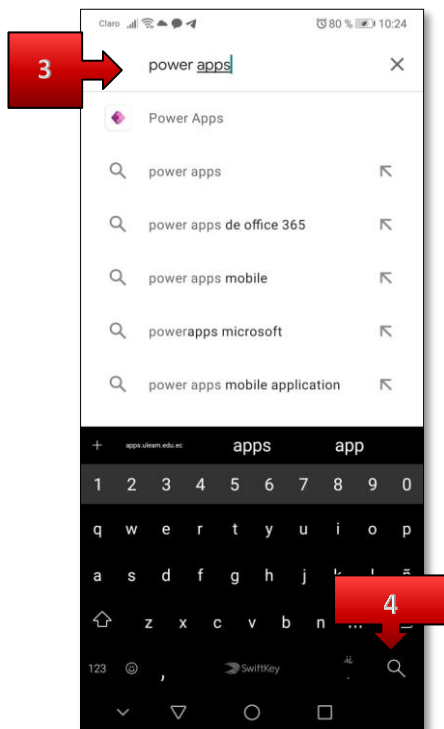 Claro 80 % 10:24
3
power apps
Power Apps
power apps
power apps de office 365
power apps mobile
powerapps microsoft
power apps mobile application
+ apps.uleam.edu.ec apps app
1 2 3 4 5 6 7 8 9 0
q w e r t y u i o p
a s d f g h j
4
z x c v b n
123 , SwiftKey .